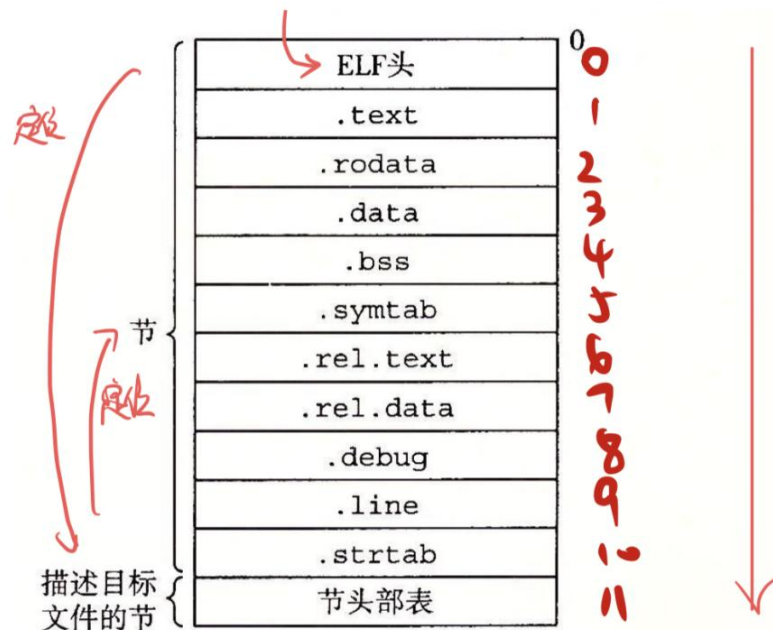 0
ELF头 0
.text 1
.rodata 2
.data 3
.bss 4
.symtab 5
.rel.text 6
.rel.data 7
.debug 8
.line 9
.strtab 10
节头部表 11
定位
定位
节
描述目标
文件的节